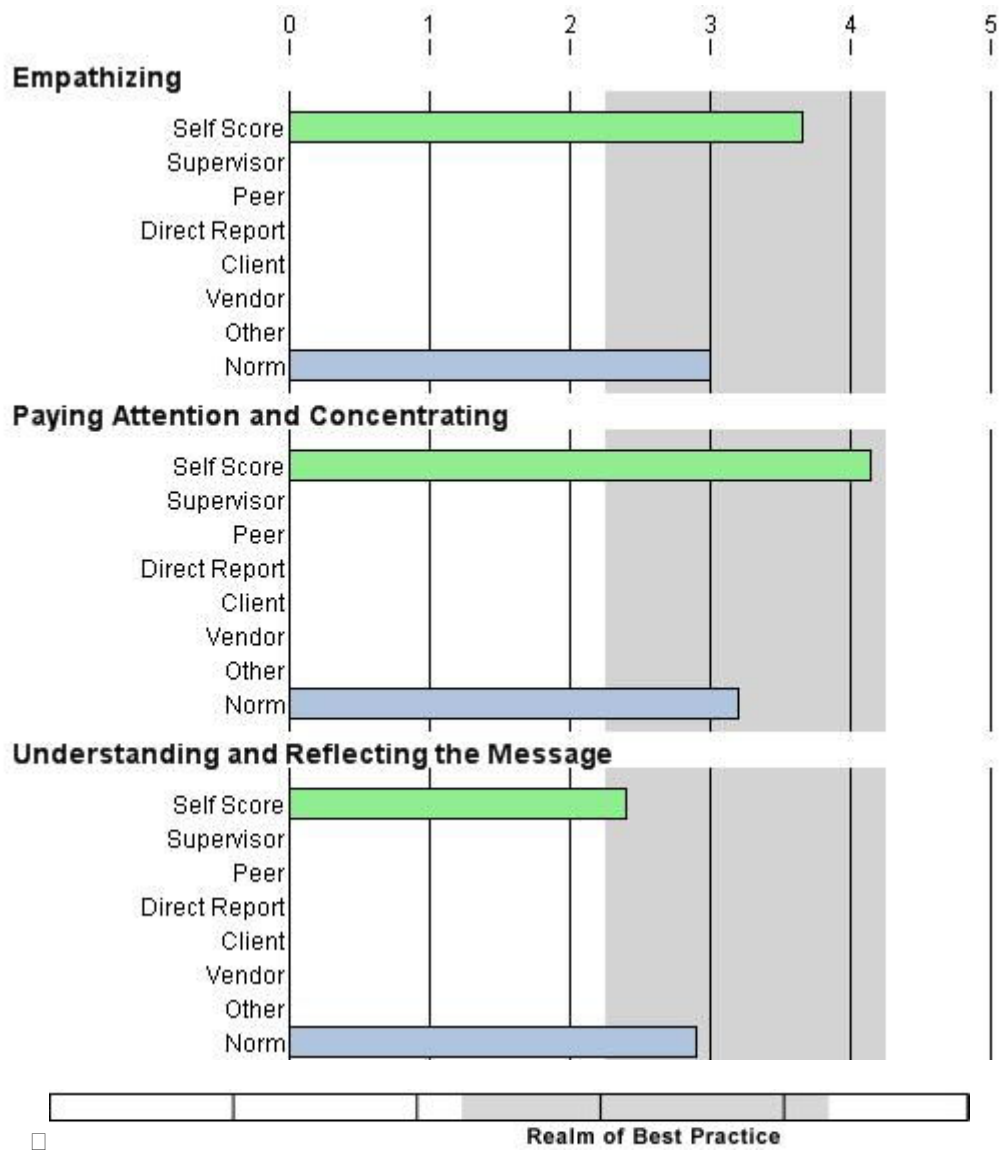 0 1 2 3 4 5
Empathizing
Self Score
Supervisor
Peer
Direct Report
Client
Vendor
Other
Norm
Paying Attention and Concentrating
Self Score
Supervisor
Peer
Direct Report
Client
Vendor
Other
Norm
Understanding and Reflecting the Message
Self Score
Supervisor
Peer
Direct Report
Client
Vendor
Other
Norm
Realm of Best Practice